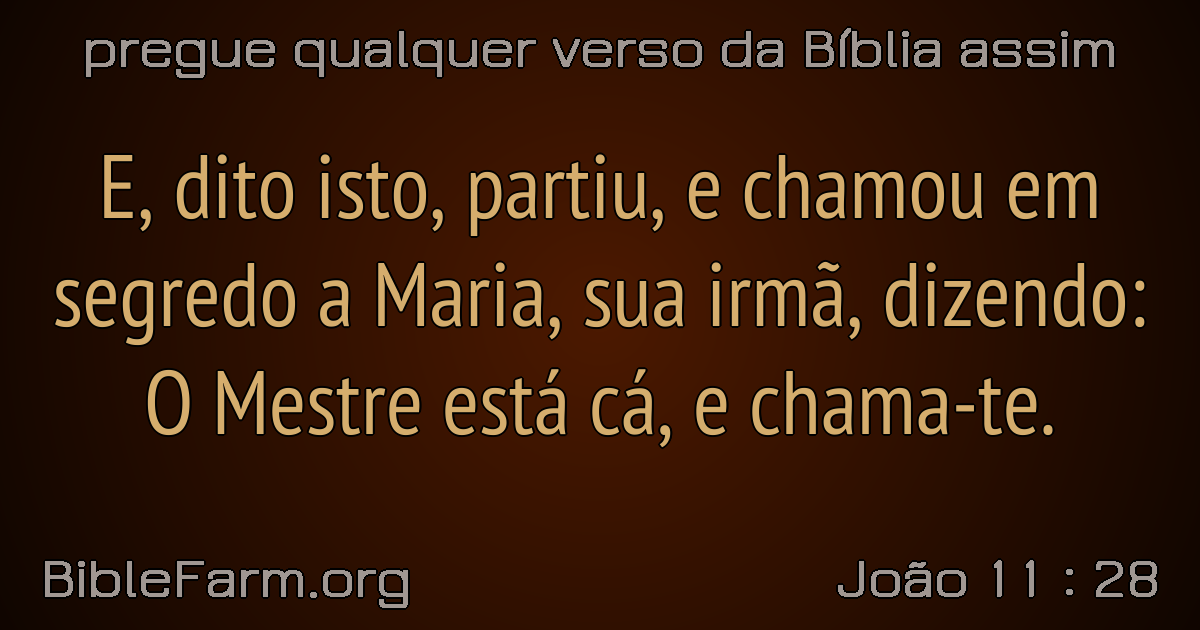 pregue qualquer verso da Bíblia assim
E, dito isto, partiu, e chamou em
segredo a Maria, sua irmã, dizendo:
O Mestre está cá, e chama-te.
BibleFarm.org
João 11 : 28